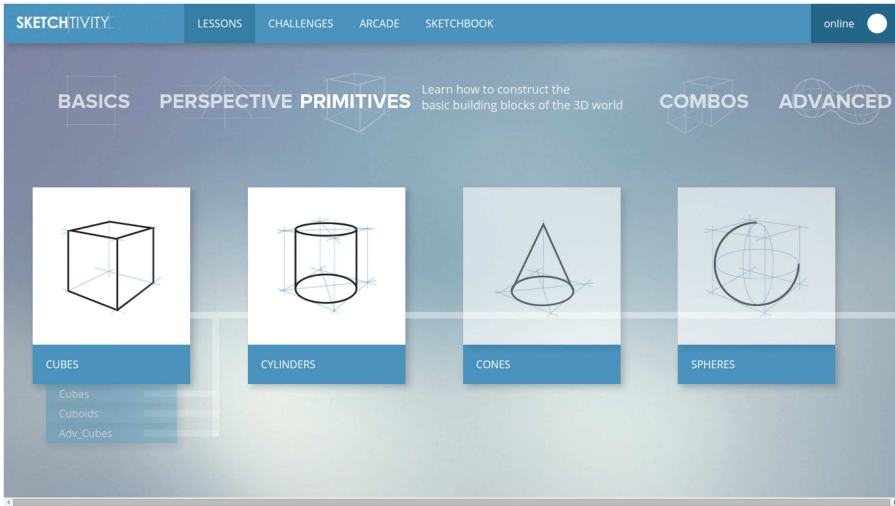 SKETCHTIVITY
LESSONS
CHALLENGES
ARCADE
SKETCHBOOK
online
BASICS
PERSPECTIVE
PRIMITIVES
Learn how to construct the
basic building blocks of the 3D world
COMBOS
ADVANCED
CUBES
CYLINDERS
CONES
SPHERES
Cubes
Cuboids
Adv_Cubes